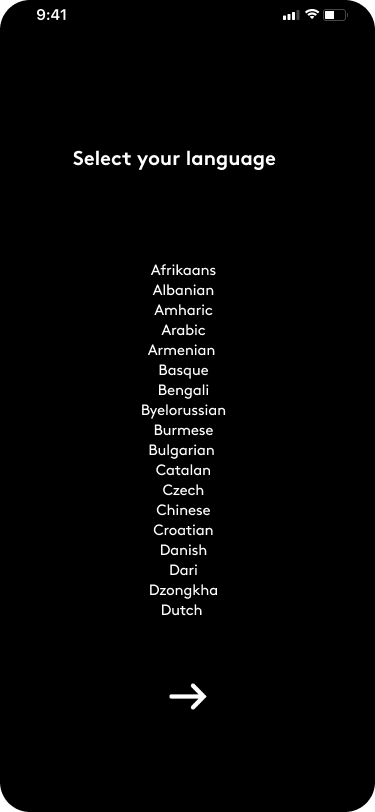 9:41
Select your language
Afrikaans
Albanian
Amharic
Arabic
Armenian
Basque
Bengali
Byelorussian
Burmese
Bulgarian
Catalan
Czech
Chinese
Croatian
Danish
Dari
Dzongkha
Dutch